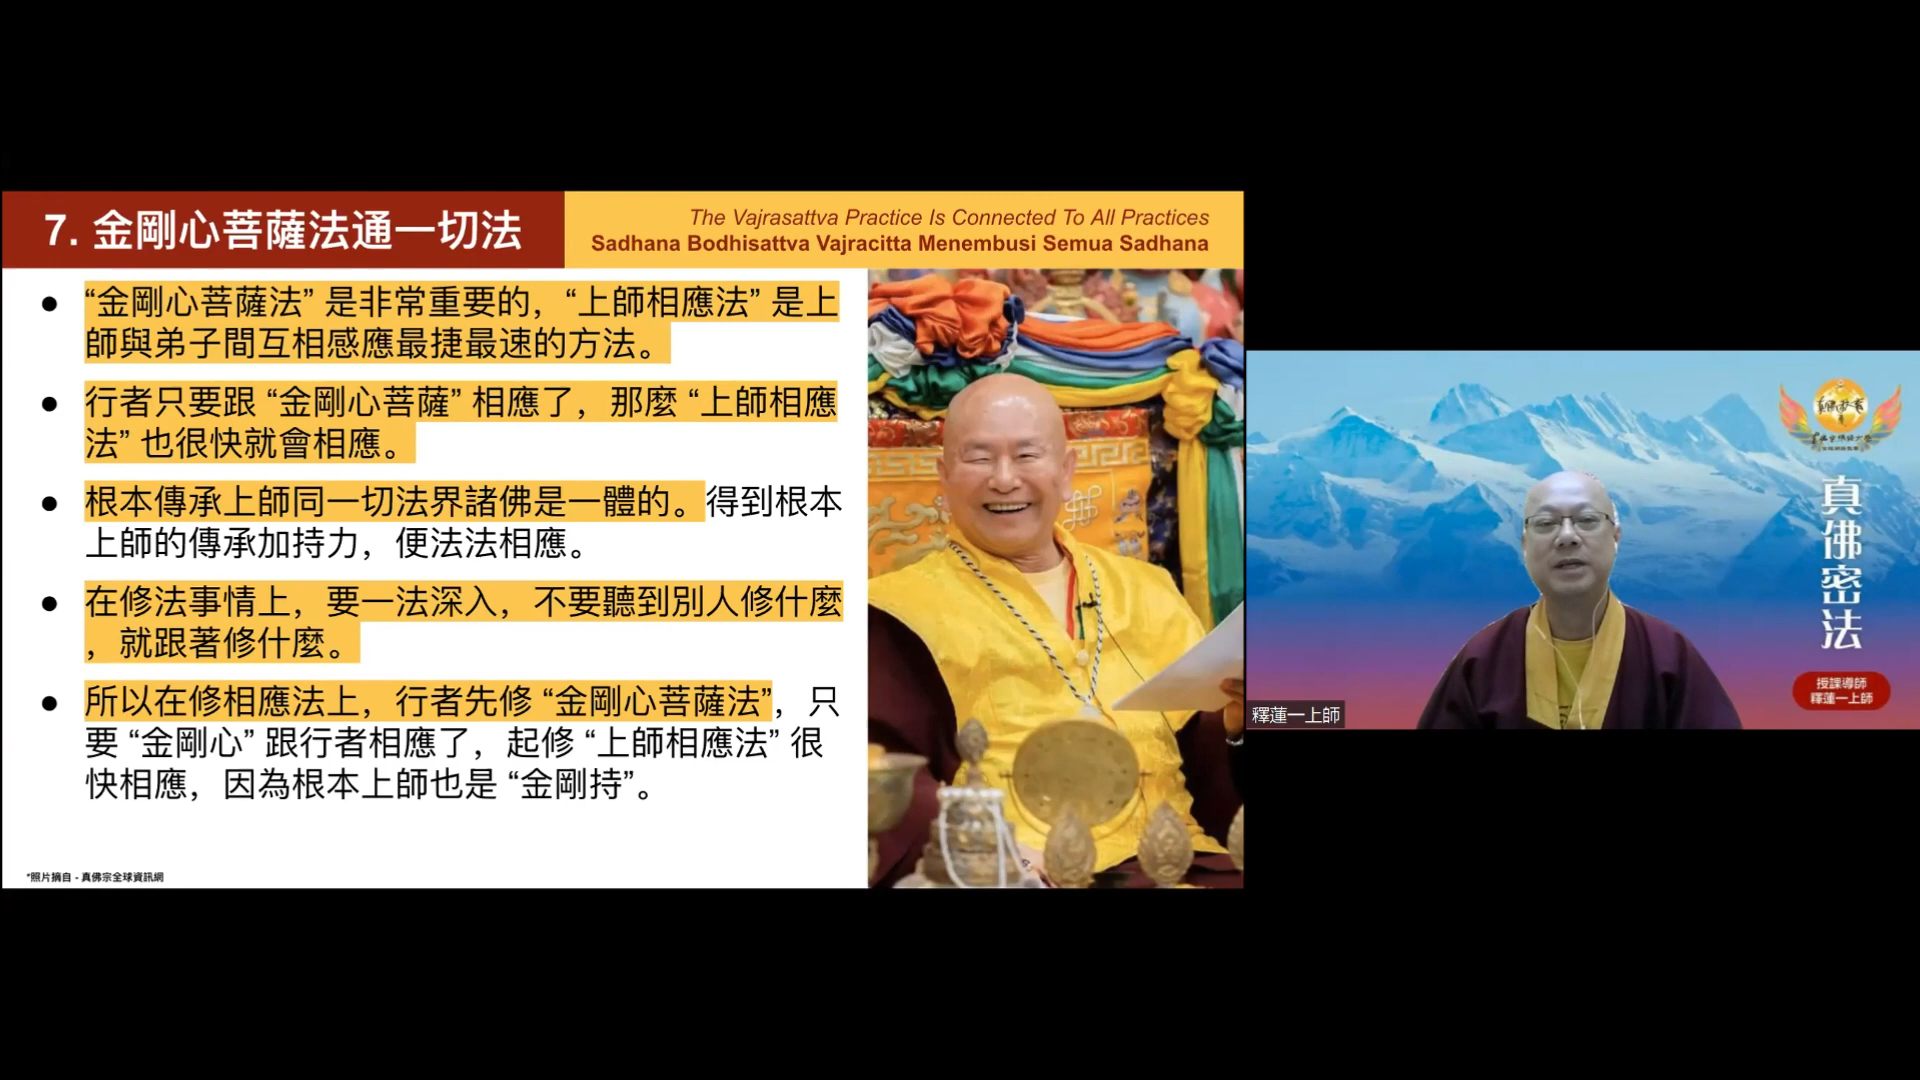 7. 金剛心菩薩法通一切法
The Vajrasattva Practice Is Connected To All Practices
Sadhana Bodhisattva Vajracitta Menembusi Semua Sadhana
● “金剛心菩薩法” 是非常重要的，“上師相應法” 是上
師與弟子間互相感應最捷最速的方法。
● 行者只要跟 “金剛心菩薩” 相應了，那麼 “上師相應
法” 也很快就會相應。
● 根本傳承上師同一切法界諸佛是一體的。得到根本
上師的傳承加持力，便法法相應。
● 在修法事情上，要一法深入，不要聽到別人修什麼
，就跟著修什麼。
● 所以在修相應法上，行者先修 “金剛心菩薩法”，只
要 “金剛心” 跟行者相應了，起修 “上師相應法” 很
快相應，因為根本上師也是 “金剛持”。
*照片摘自 - 真佛宗全球資訊網
真佛密法
授課導師
釋蓮一上師
釋蓮一上師